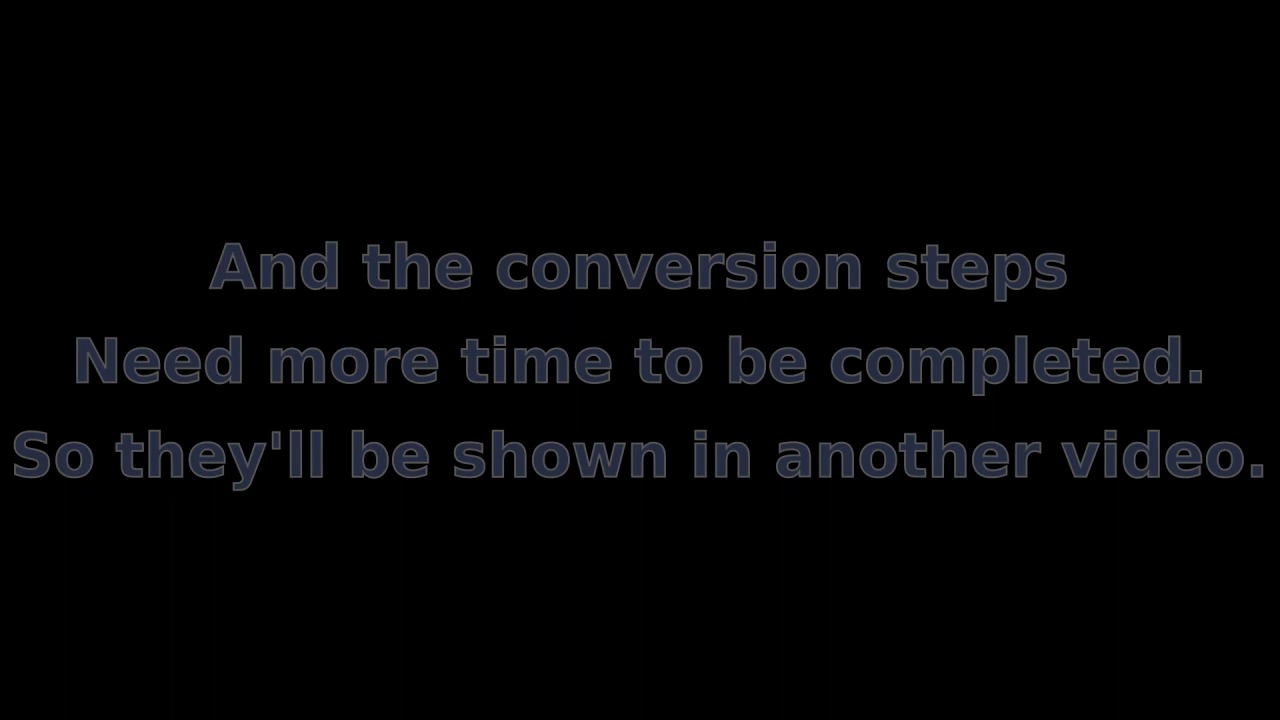 And the conversion steps
Need more time to be completed.
So they'll be shown in another video.